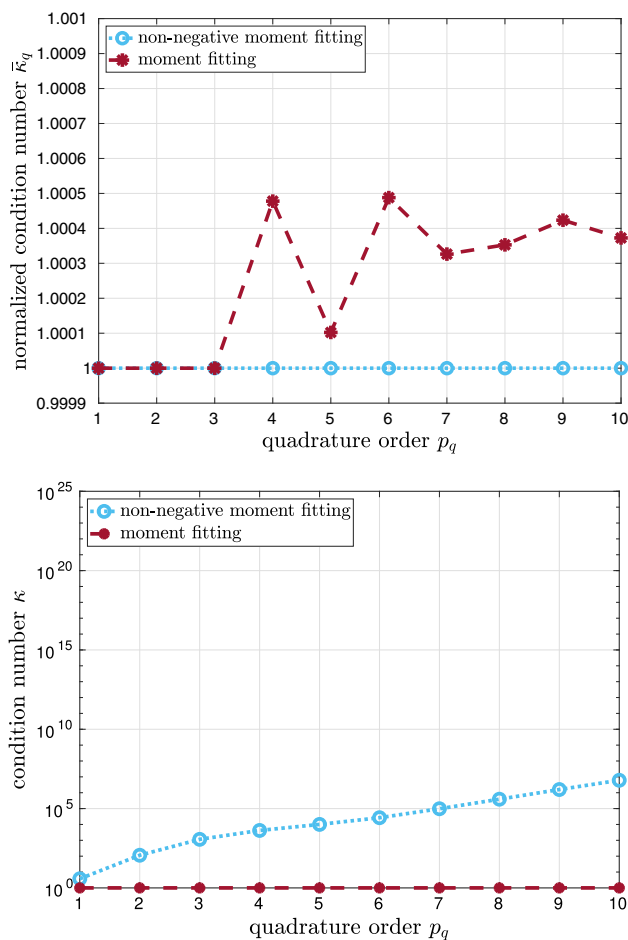 1.001
1.0009
1.0008
1.0007
1.0006
1.0005
1.0004
1.0003
1.0002
1.0001
1
0.9999
normalized condition number κ̄_q
non-negative moment fitting
moment fitting
1 2 3 4 5 6 7 8 9 10
quadrature order p_q
10^25
10^20
10^15
10^10
10^5
10^0
condition number κ
non-negative moment fitting
moment fitting
1 2 3 4 5 6 7 8 9 10
quadrature order p_q